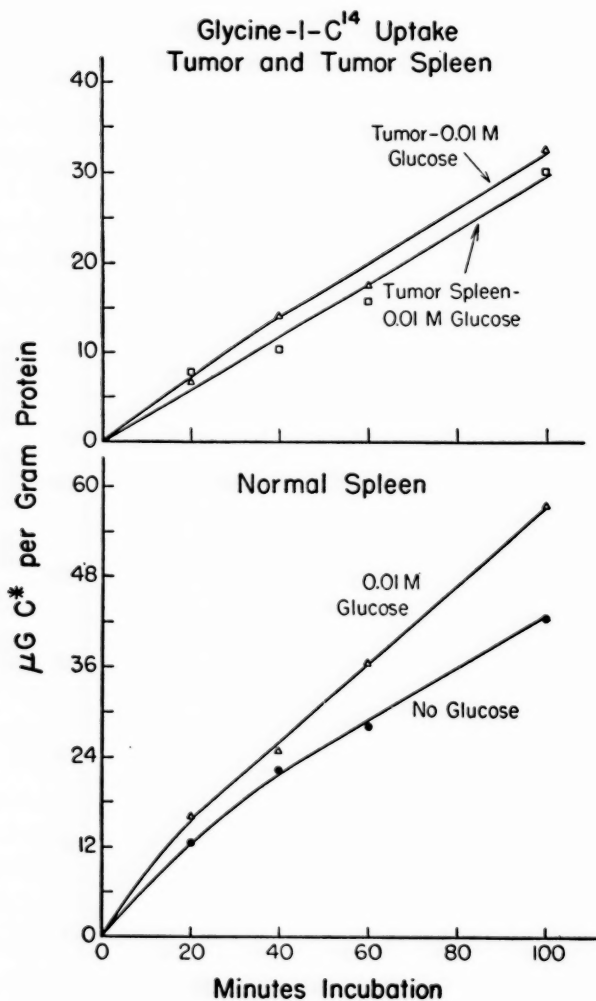 Glycine-1-C14 Uptake
Tumor and Tumor Spleen
40
30
20
10
0
Tumor-0.01 M
Glucose
Tumor Spleen-
0.01 M Glucose
μG C* per Gram Protein
Normal Spleen
60
48
36
24
12
0
0.01 M
Glucose
No Glucose
0 20 40 60 80 100
Minutes Incubation